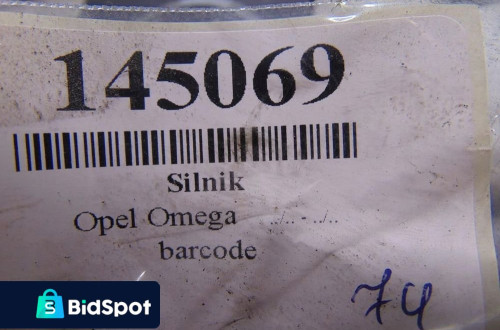 145069
Silnik
Opel Omega ../.. - ../..
barcode
74
BidSpot